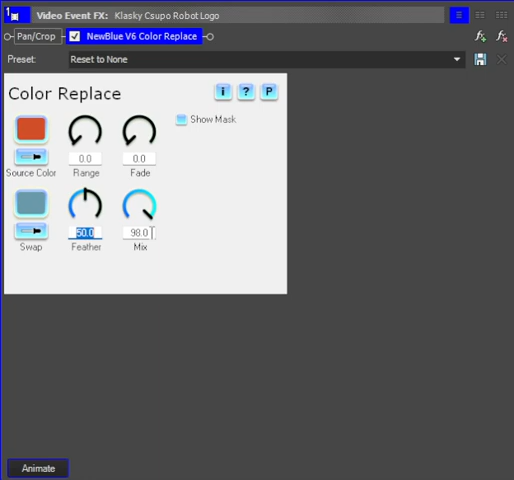 1
Video Event FX: Klasky Csupo Robot Logo
Pan/Crop NewBlue V6 Color Replace
Preset: Reset to None
Color Replace
i ? P
Show Mask
0.0 0.0
Source Color Range Fade
50.0 98.0
Swap Feather Mix
Animate